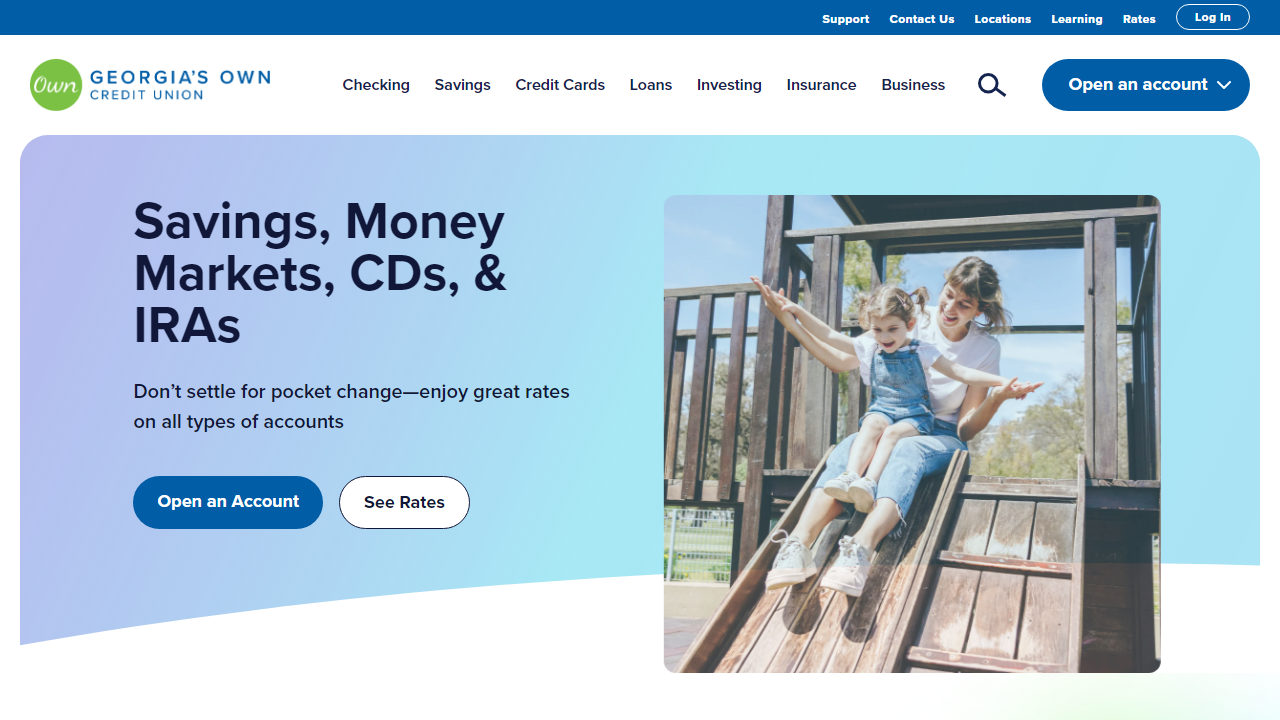 Support Contact Us Locations Learning Rates Log In
Own GEORGIA'S OWN
CREDIT UNION
Checking Savings Credit Cards Loans Investing Insurance Business Open an account
Savings, Money
Markets, CDs, &
IRAs
Don’t settle for pocket change—enjoy great rates
on all types of accounts
Open an Account See Rates